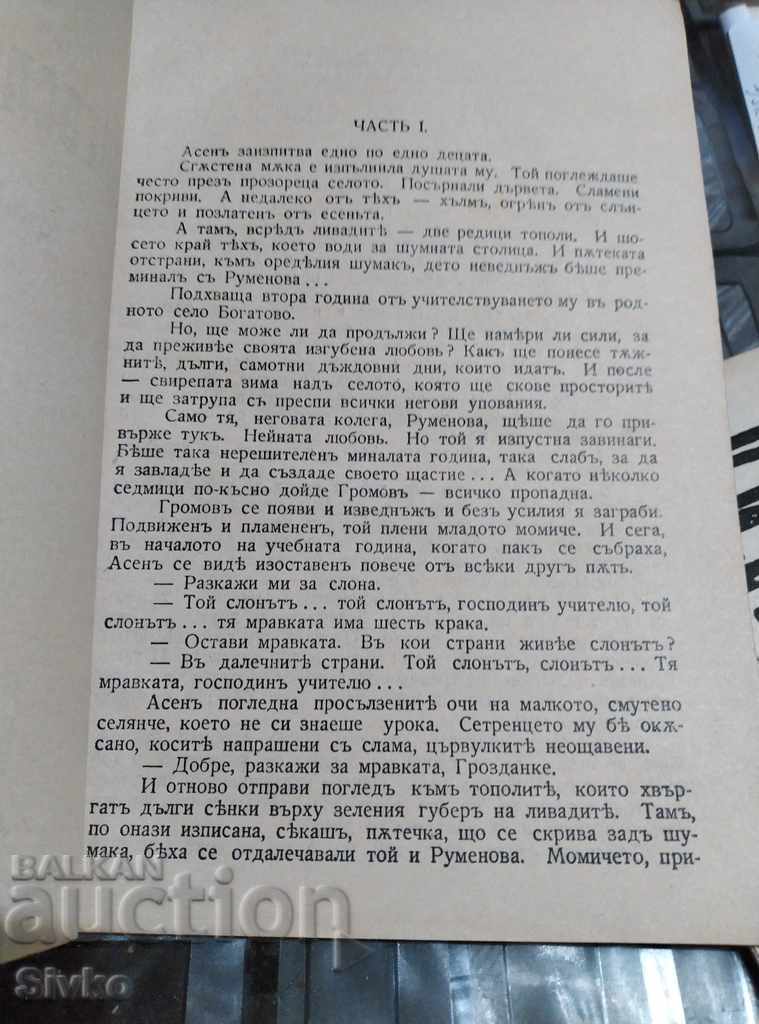 ЧАСТЬ I.
Асенъ заизпитва едно по едно децата.
Сгѫстена мѫка е изпълнила душата му. Той поглеждаше
често презъ прозореца селото. Посърнали дървета. Сламени
покриви. А недалеко отъ тѣхъ — хълмъ, огрѣнъ отъ слън-
цето и позлатенъ отъ есеньта.
А тамъ, всрѣдъ ливадитѣ — две редици тополи. И шо-
сето край тѣхъ, което води за шумната столица. И пѫтеката
отстрани, къмъ оредѣлия шумакъ, дето неведнъжъ бѣше пре-
миналъ съ Руменова...
Подхваща втора година отъ учителствуването му въ род-
ното село Богатово.
Но, ще може ли да продължи? Ще намѣри ли сили, за
да преживѣе своята изгубена любовь? Какъ ще понесе тѫж-
нитѣ, дълги, самотни дъждовни дни, които идатъ. И после
— свирепата зима надъ селото, която ще скове просторитѣ
и ще затрупа съ преспи всички негови упования.
Само тя, неговата колега, Руменова, щѣше да го при-
върже тукъ. Нейната любовь. Но той я изпустна завинаги.
Бѣше така нерешителенъ миналата година, така слабъ, за да
я завладѣе и да създаде своето щастие... А когато нѣколко
седмици по-късно дойде Громовъ — всичко пропадна.
Громовъ се появи и изведнъжъ и безъ усилия я заграби.
Подвиженъ и пламененъ, той плени младото момиче. И сега,
въ началото на учебната година, когато пакъ се събраха,
Асенъ се видѣ изоставенъ повече отъ всѣки другъ пѫть.
— Разкажи ми за слона.
— Той слонътъ... той слонътъ, господинъ учителю, той
слонътъ... тя мравката има шесть крака.
— Остави мравката. Въ кои страни живѣе слонътъ?
— Въ далечнитѣ страни. Той слонътъ, слонътъ... Тя
мравката, господинъ учителю...
Асенъ погледна просълзенитѣ очи на малкото, смутено
селянче, което не си знаеше урока. Сетренцето му бѣ окѫ-
сано, коситѣ напрашени съ слама, цървулкитѣ неощавени.
— Добре, разкажи за мравката, Грозданке.
И отново отправи погледъ къмъ тополитѣ, които хвър-
гатъ дълги сѣнки върху зеления губеръ на ливадитѣ. Тамъ,
по онази изписана, сѣкашъ, пѫтечка, що се скрива задъ шу-
мака, бѣха се отдалечавали той и Руменова. Момичето, при-
BALKAN
auction
Sivko